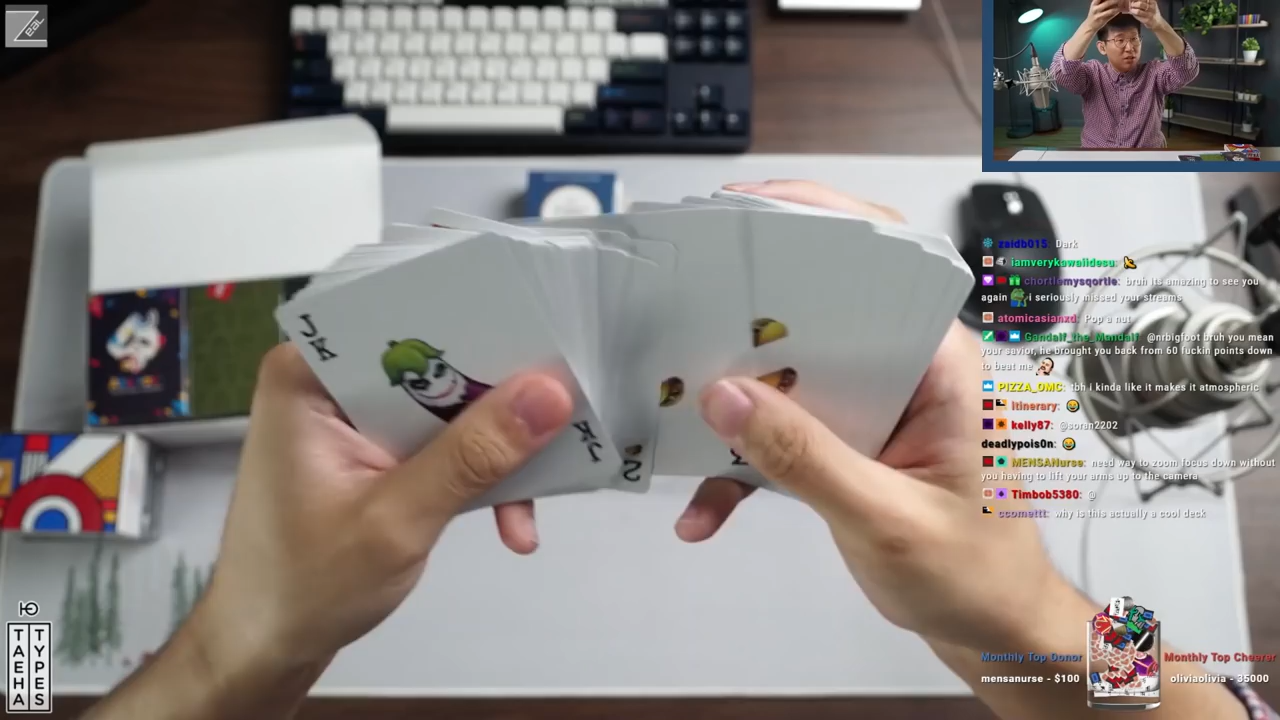 Zeal
zaidb015: Dark
iamverykawaiidesu:
chortlemysqortle: bruh its amazing to see you
again i seriously missed your streams
atomicasianxd: Pop a nut
Gandalf_the_Mandalf: @nrbigfoot bruh you mean
your savior, he brought you back from 60 fuckin points down
to beat me
PIZZA_OMG: tbh i kinda like it makes it atmospheric
Itinerary:
kelly87: @soran2202
deadlypois0n:
MENSANurse: need way to zoom focus down without
you having to lift your arms up to the camera
Timbob5380: @
ccomettt: why is this actually a cool deck
J
J
2
TAEHA
TYPES
Monthly Top Donor
mensanurse - $100
Monthly Top Cheerer
oliviaolivia - 35000